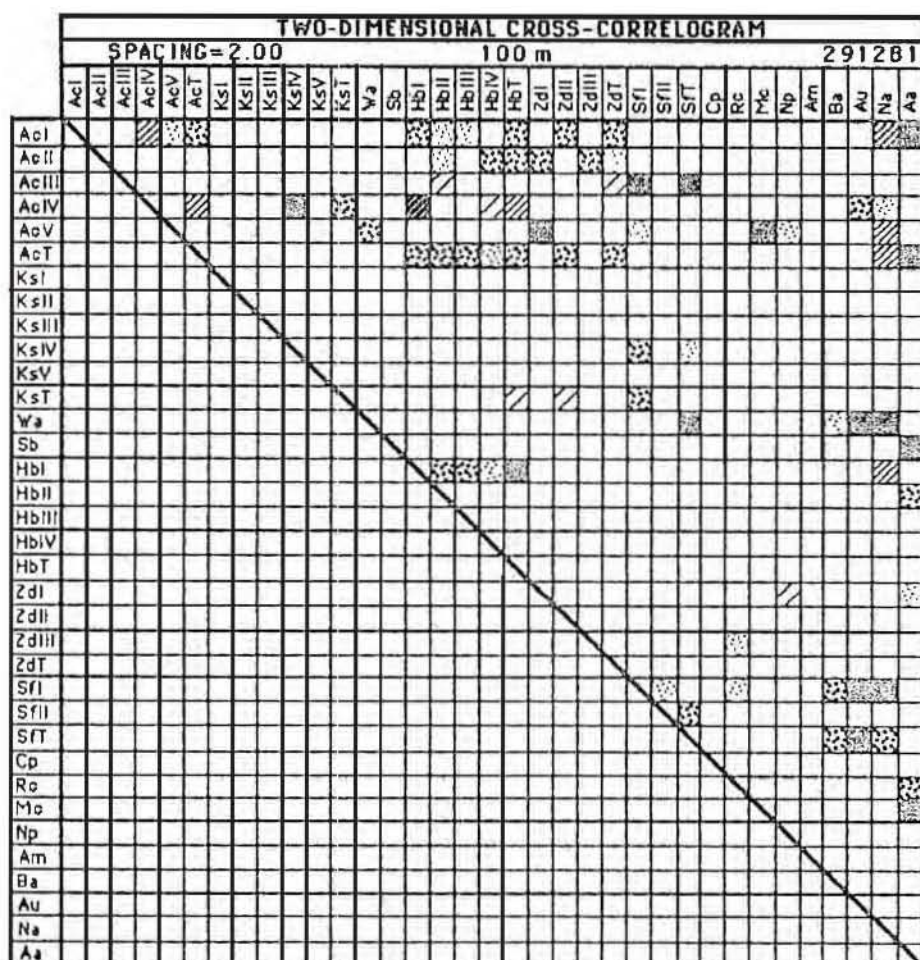 TWO-DIMENSIONAL CROSS-CORRELOGRAM
SPACING=2.00 100 m 291281
AcI AcII AcIII AcIV AcV AcT KsI KsII KsIII KsIV KsV KsT Wa Sb HbI HbII HbIII HbIV HbT ZdI ZdII ZdIII ZdT SfI SfII SfT Cp Rc Mc Np Am Ba Au Na Aa
AcI
AcII
AcIII
AcIV
AcV
AcT
KsI
KsII
KsIII
KsIV
KsV
KsT
Wa
Sb
HbI
HbII
HbIII
HbIV
HbT
ZdI
ZdII
ZdIII
ZdT
SfI
SfII
SfT
Cp
Rc
Mc
Np
Am
Ba
Au
Na
Aa